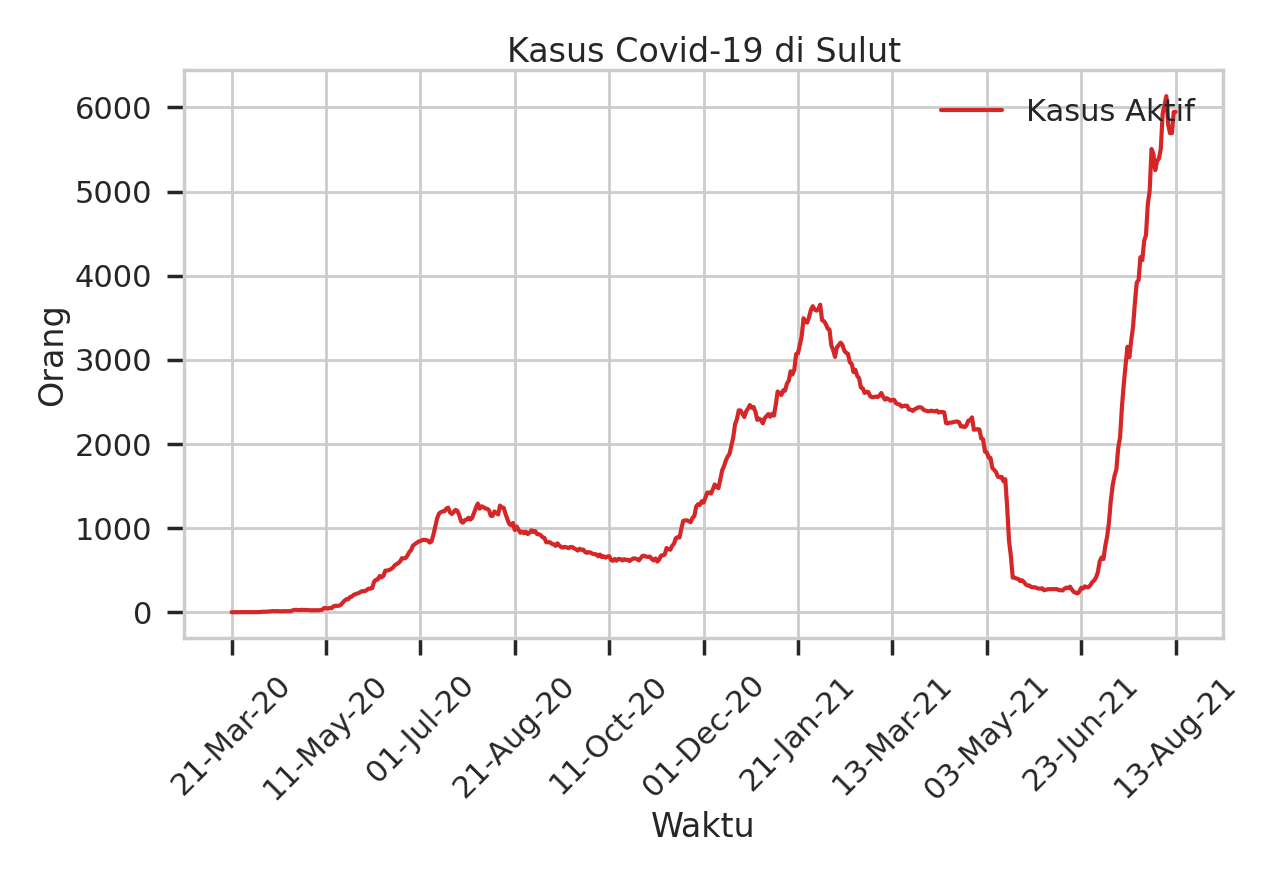 Kasus Covid-19 di Sulut
Kasus Aktif
6000
5000
4000
3000
2000
1000
0
Orang
21-Mar-20
11-May-20
01-Jul-20
21-Aug-20
11-Oct-20
01-Dec-20
21-Jan-21
13-Mar-21
03-May-21
23-Jun-21
13-Aug-21
Waktu